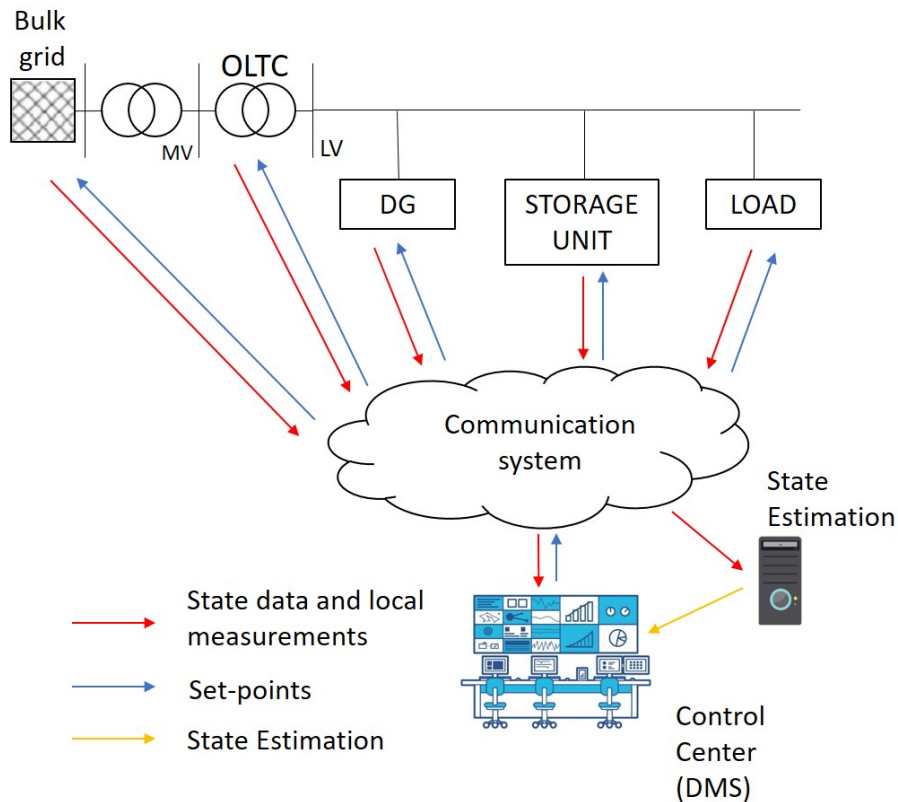 Bulk
grid
OLTC
MV
LV
DG
STORAGE
UNIT
LOAD
Communication
system
State
Estimation
State data and local
measurements
Set-points
State Estimation
Control
Center
(DMS)